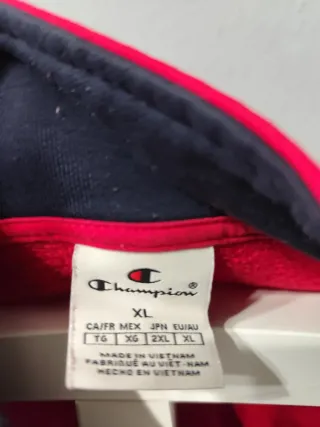 Champion
XL
CA/FR MEX JPN EU/AU
TG XG 2XL XL
MADE IN VIETNAM
FABRIQUÉ AU VIÊT-NAM
HECHO EN VIETNAM